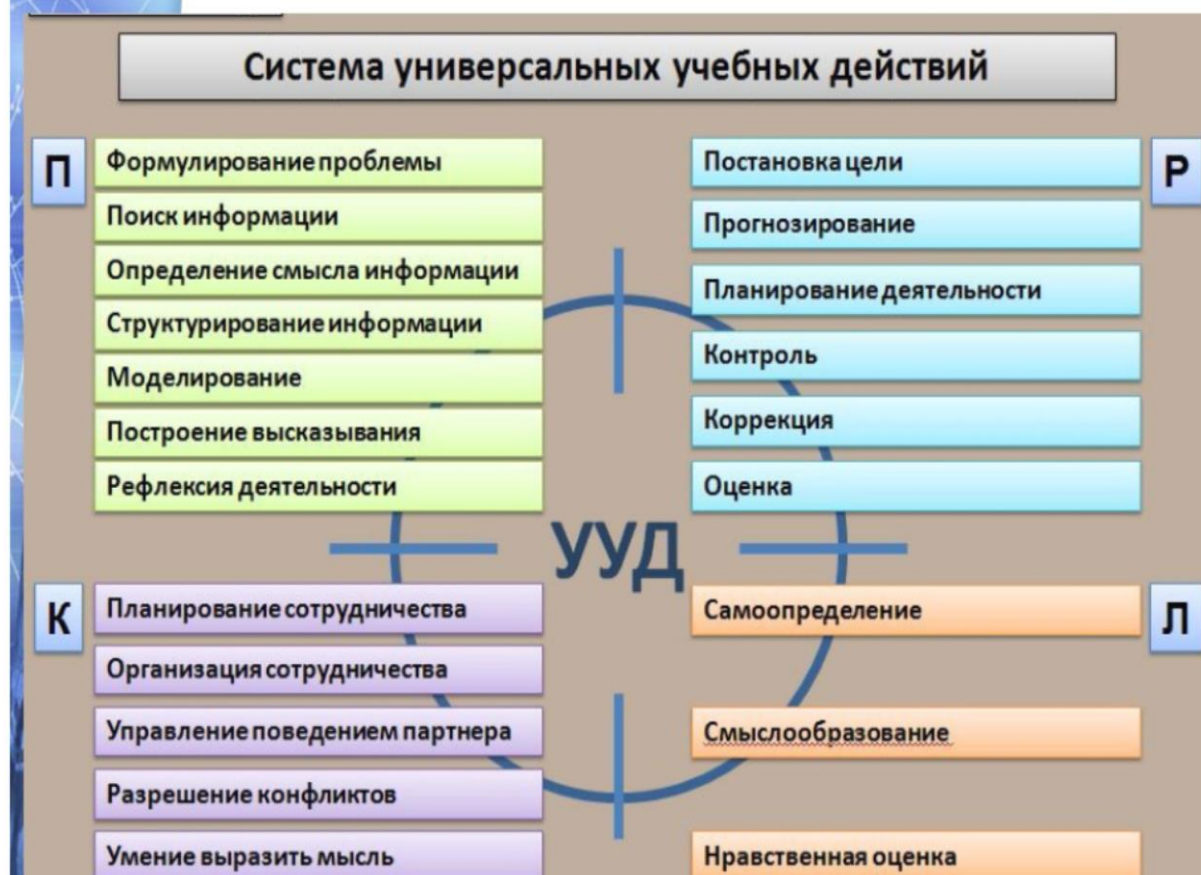 Система универсальных учебных действий
П
Формулирование проблемы
Поиск информации
Определение смысла информации
Структурирование информации
Моделирование
Построение высказывания
Рефлексия деятельности
Р
Постановка цели
Прогнозирование
Планирование деятельности
Контроль
Коррекция
Оценка
УУД
К
Планирование сотрудничества
Организация сотрудничества
Управление поведением партнера
Разрешение конфликтов
Умение выразить мысль
Л
Самоопределение
Смыслообразование
Нравственная оценка